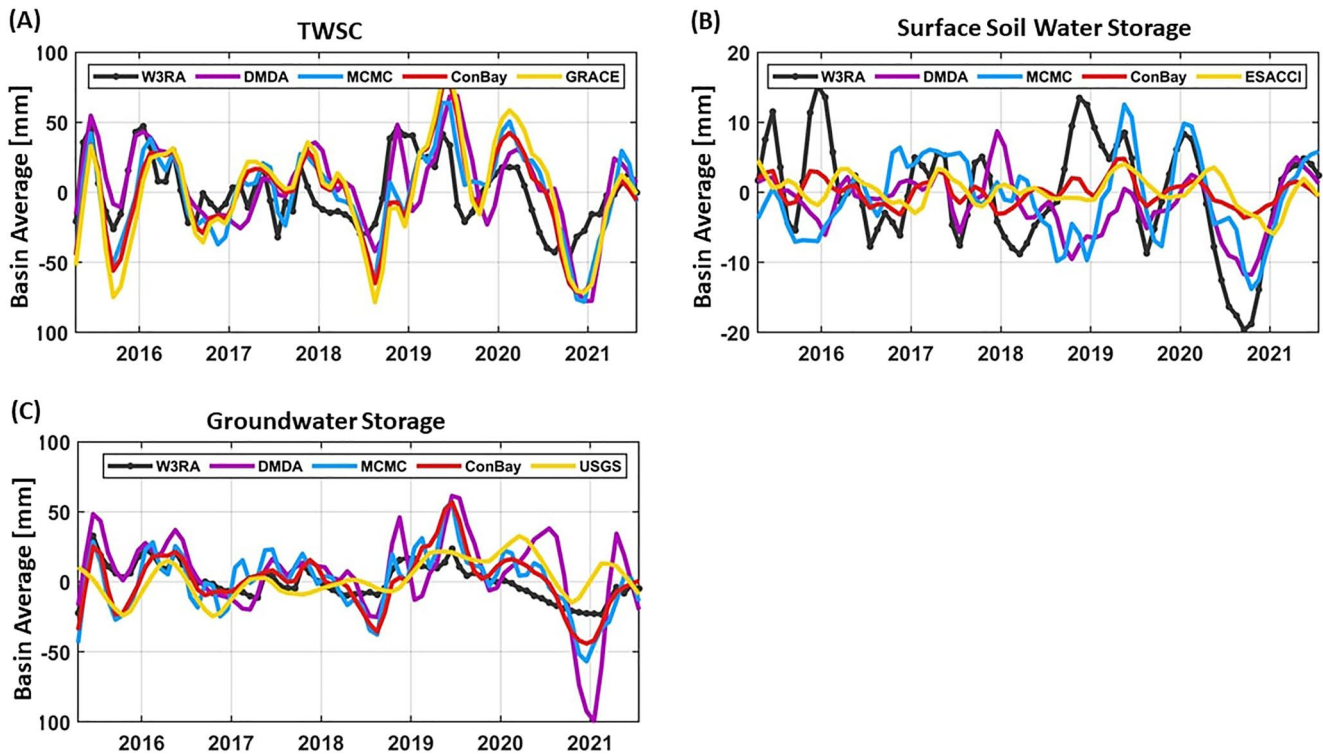 (A)
TWSC
100
50
0
-50
100
Basin Average [mm]
W3RA DMDA MCMC ConBay GRACE
2016 2017 2018 2019 2020 2021
(B)
Surface Soil Water Storage
20
10
0
-10
-20
Basin Average [mm]
W3RA DMDA MCMC ConBay ESACCI
2016 2017 2018 2019 2020 2021
(C)
Groundwater Storage
100
50
0
-50
100
Basin Average [mm]
W3RA DMDA MCMC ConBay USGS
2016 2017 2018 2019 2020 2021